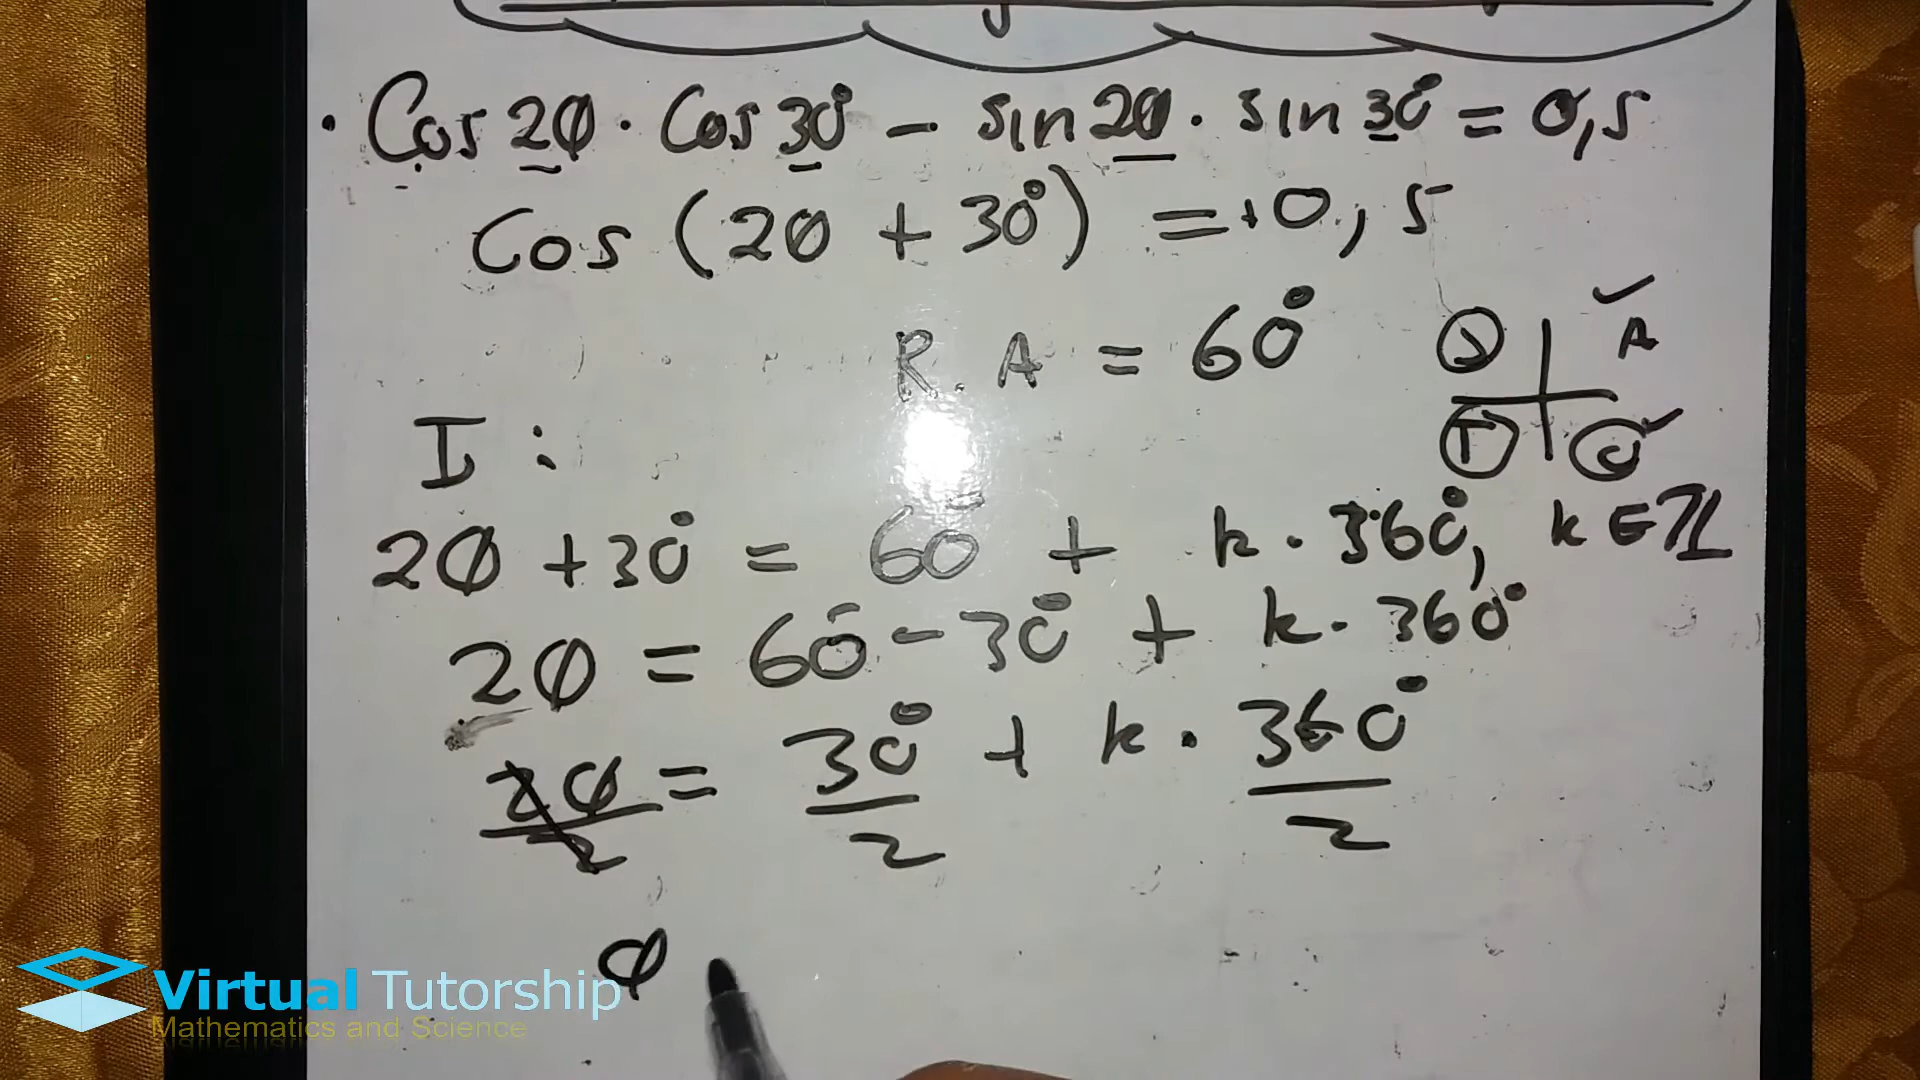 · Cos 2θ · Cos 30° − sin 2θ · sin 30° = 0,5
Cos (2θ + 30°) = +0,5
R.A = 60°
S A
T C
I :
2θ + 30° = 60° + k · 360°, k ∈ ℤ
2θ = 60° − 30° + k · 360°
2θ/2 = 30°/2 + k · 360°/2
θ
Virtual Tutorship
Mathematics and Science